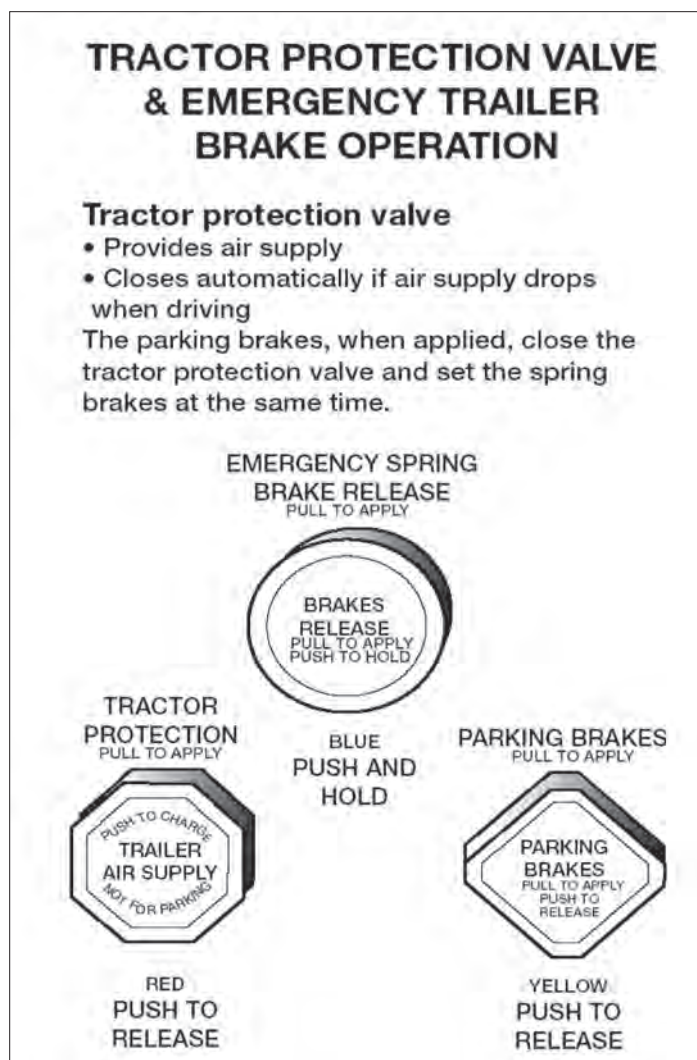 TRACTOR PROTECTION VALVE
& EMERGENCY TRAILER
BRAKE OPERATION
Tractor protection valve
• Provides air supply
• Closes automatically if air supply drops
when driving
The parking brakes, when applied, close the
tractor protection valve and set the spring
brakes at the same time.
EMERGENCY SPRING
BRAKE RELEASE
PULL TO APPLY
BRAKES
RELEASE
PULL TO APPLY
PUSH TO HOLD
BLUE
PUSH AND
HOLD
TRACTOR
PROTECTION
PULL TO APPLY
PUSH TO CHARGE
TRAILER
AIR SUPPLY
NOT FOR PARKING
RED
PUSH TO
RELEASE
PARKING BRAKES
PULL TO APPLY
PARKING
BRAKES
PULL TO APPLY
PUSH TO
RELEASE
YELLOW
PUSH TO
RELEASE